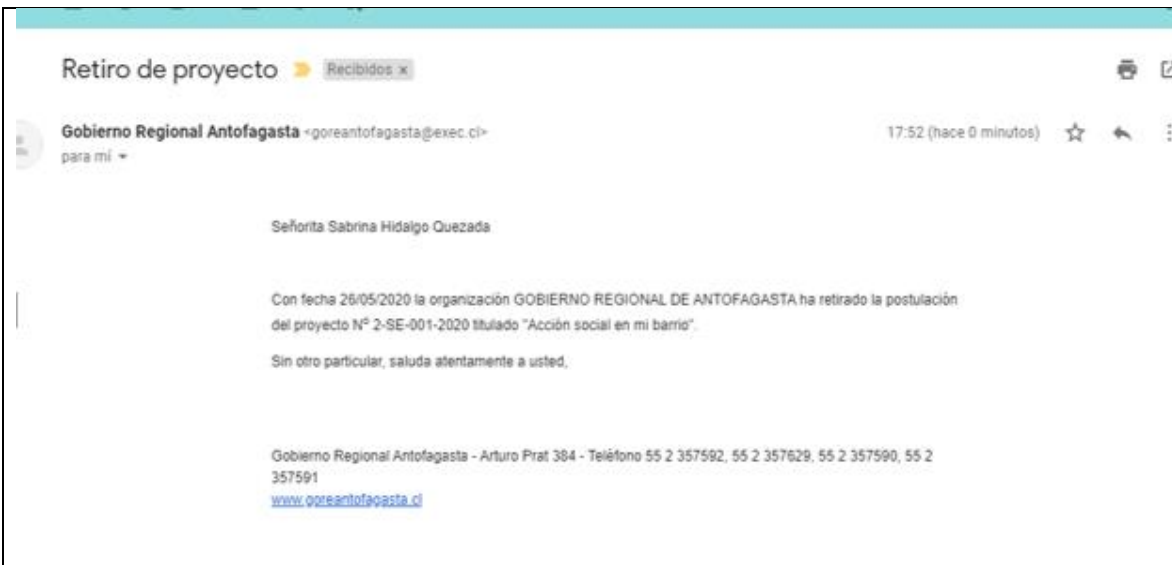 Retiro de proyecto Recibidos x
Gobierno Regional Antofagasta <goreantofagasta@exec.cl> 17:52 (hace 0 minutos)
para mí
Señorita Sabrina Hidalgo Quezada
Con fecha 26/05/2020 la organización GOBIERNO REGIONAL DE ANTOFAGASTA ha retirado la postulación
del proyecto Nº 2-SE-001-2020 titulado "Acción social en mi barrio".
Sin otro particular, saluda atentamente a usted,
Gobierno Regional Antofagasta - Arturo Prat 384 - Teléfono 55 2 357592, 55 2 357629, 55 2 357590, 55 2
357591
www.goreantofagasta.cl